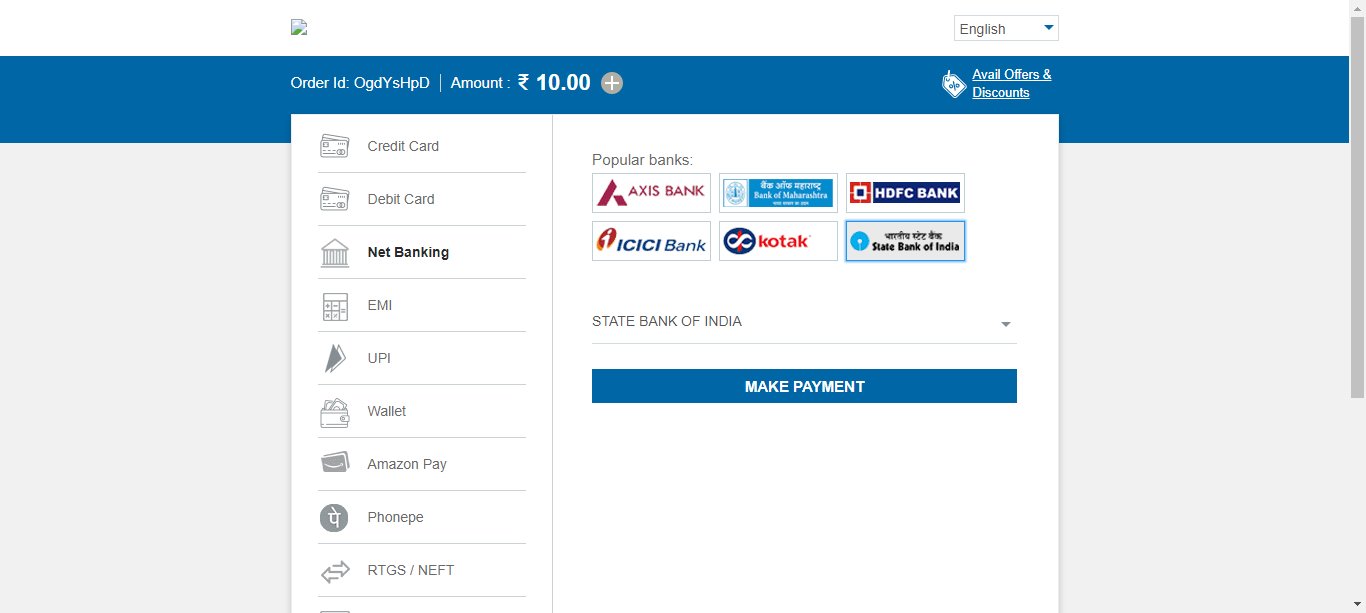 English
Order Id: OgdYsHpD | Amount : ₹ 10.00
Avail Offers &
Discounts
Credit Card
Debit Card
Net Banking
EMI
UPI
Wallet
Amazon Pay
Phonepe
RTGS / NEFT
Popular banks:
AXIS BANK
बैंक ऑफ महाराष्ट्र
Bank of Maharashtra
HDFC BANK
ICICI Bank
kotak
भारतीय स्टेट बैंक
State Bank of India
STATE BANK OF INDIA
MAKE PAYMENT